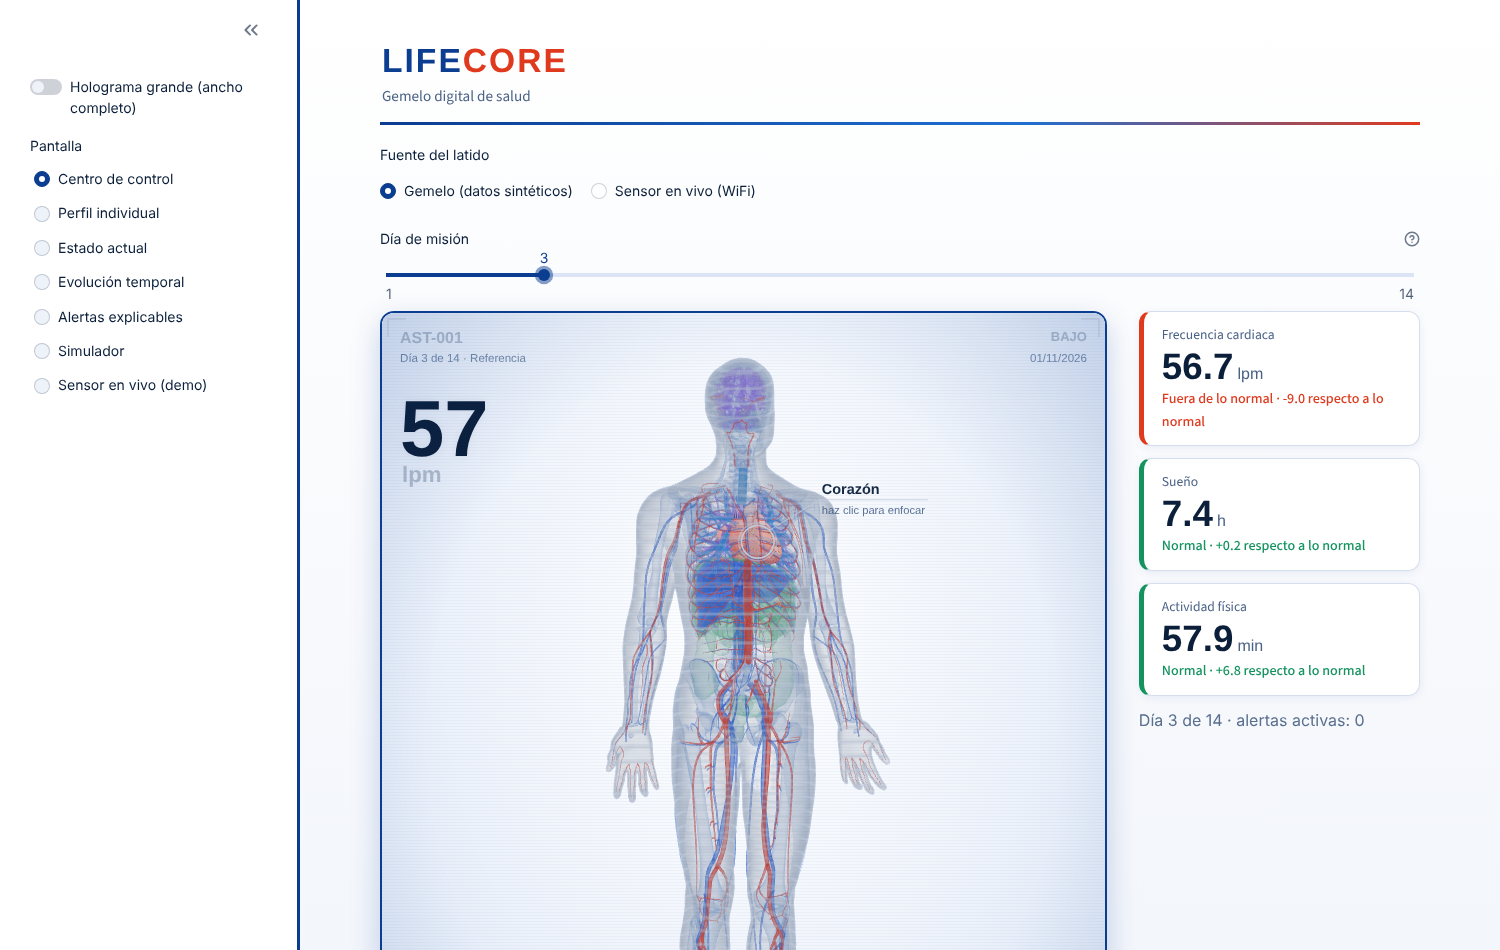 Holograma grande (ancho
completo)
Pantalla
Centro de control
Perfil individual
Estado actual
Evolución temporal
Alertas explicables
Simulador
Sensor en vivo (demo)
LIFECORE
Gemelo digital de salud
Fuente del latido
Gemelo (datos sintéticos)
Sensor en vivo (WiFi)
Día de misión
3
1
14
AST-001
BAJO
Día 3 de 14 · Referencia
01/11/2026
57
lpm
Corazón
haz clic para enfocar
Frecuencia cardiaca
56.7 lpm
Fuera de lo normal · -9.0 respecto a lo
normal
Sueño
7.4 h
Normal · +0.2 respecto a lo normal
Actividad física
57.9 min
Normal · +6.8 respecto a lo normal
Día 3 de 14 · alertas activas: 0